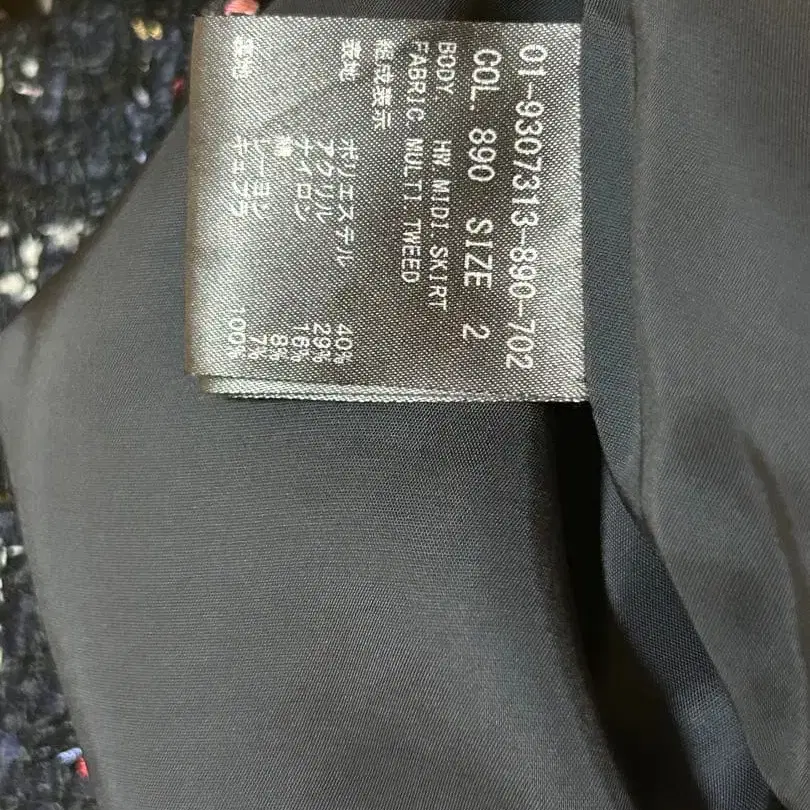 01-9307313-890-702
COL. 890 SIZE 2
BODY. HW.MIDI.SKIRT
FABRIC MULTI.TWEED
組成表示
表地 ポリエステル 40%
アクリル 29%
ナイロン 16%
綿 8%
レーヨン 7%
裏地 キュプラ 100%